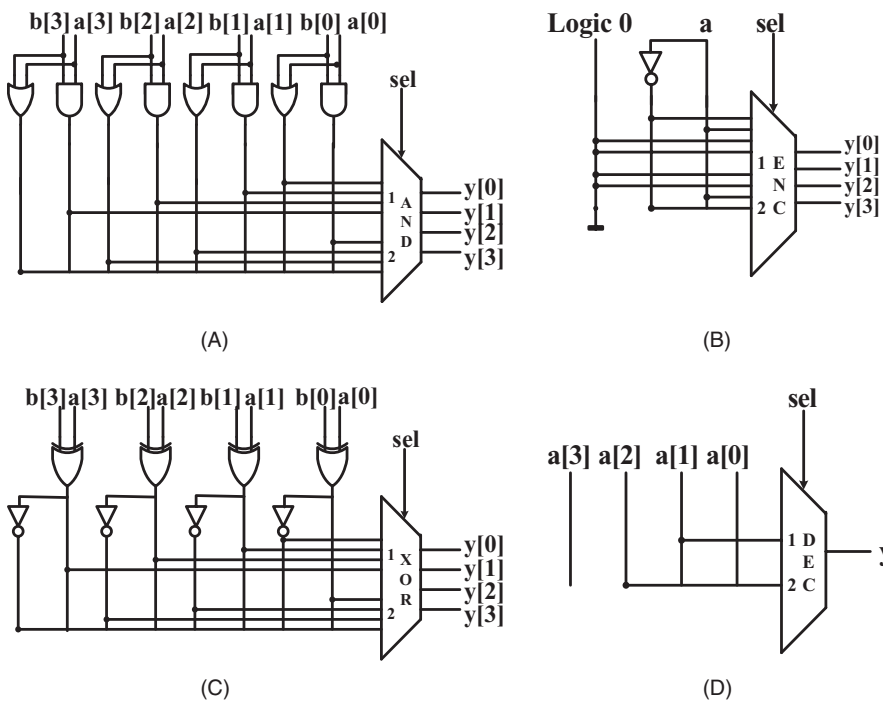 b[3] a[3] b[2] a[2] b[1] a[1] b[0] a[0]
sel
1 A
N
D
2
y[0]
y[1]
y[2]
y[3]
(A)
Logic 0 a sel
1 E
N
2 C
y[0]
y[1]
y[2]
y[3]
(B)
b[3] a[3] b[2] a[2] b[1] a[1] b[0] a[0]
sel
1 X
O
R
2
y[0]
y[1]
y[2]
y[3]
(C)
sel
a[3] a[2] a[1] a[0]
1 D
E
2 C
y
(D)